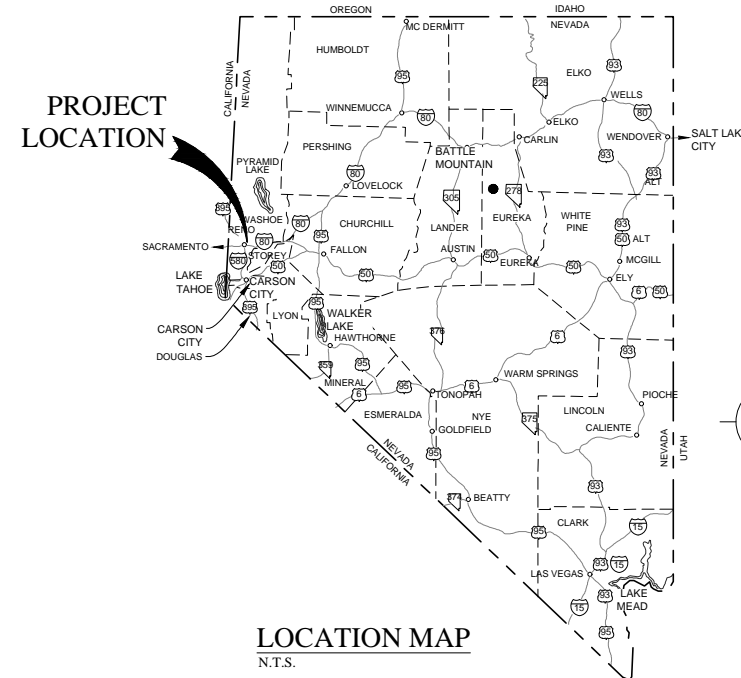 OREGON
IDAHO
NEVADA
MC DERMITT
HUMBOLDT
95
93
225
ELKO
CALIFORNIA
NEVADA
PROJECT
LOCATION
WINNEMUCCA
80
WELLS
80
ELKO
CARLIN
WENDOVER
SALT LAK
CITY
PERSHING
BATTLE
MOUNTAIN
93
93
ALT
PYRAMID
LAKE
80
LOVELOCK
305
278
395
WASHOE
RENO
80
95
CHURCHILL
LANDER
EUREKA
WHITE
PINE
93
SACRAMENTO
80
STOREY
580
50
FALLON
50
AUSTIN
50
EUREKA
50
50
ALT
MCGILL
ELY
6
50
LAKE
TAHOE
CARSON
CITY
395
LYON
95
WALKER
LAKE
HAWTHORNE
CARSON
CITY
DOUGLAS
376
6
93
359
MINERAL
95
6
95
TONOPAH
6
WARM SPRINGS
PIOCHE
ESMERALDA
NYE
375
LINCOLN
GOLDFIELD
CALIENTE
NEVADA
CALIFORNIA
95
NEVADA
UTAH
374
BEATTY
93
95
CLARK
15
93
15
LAS VEGAS
15
93
LAKE
MEAD
95
LOCATION MAP
N.T.S.